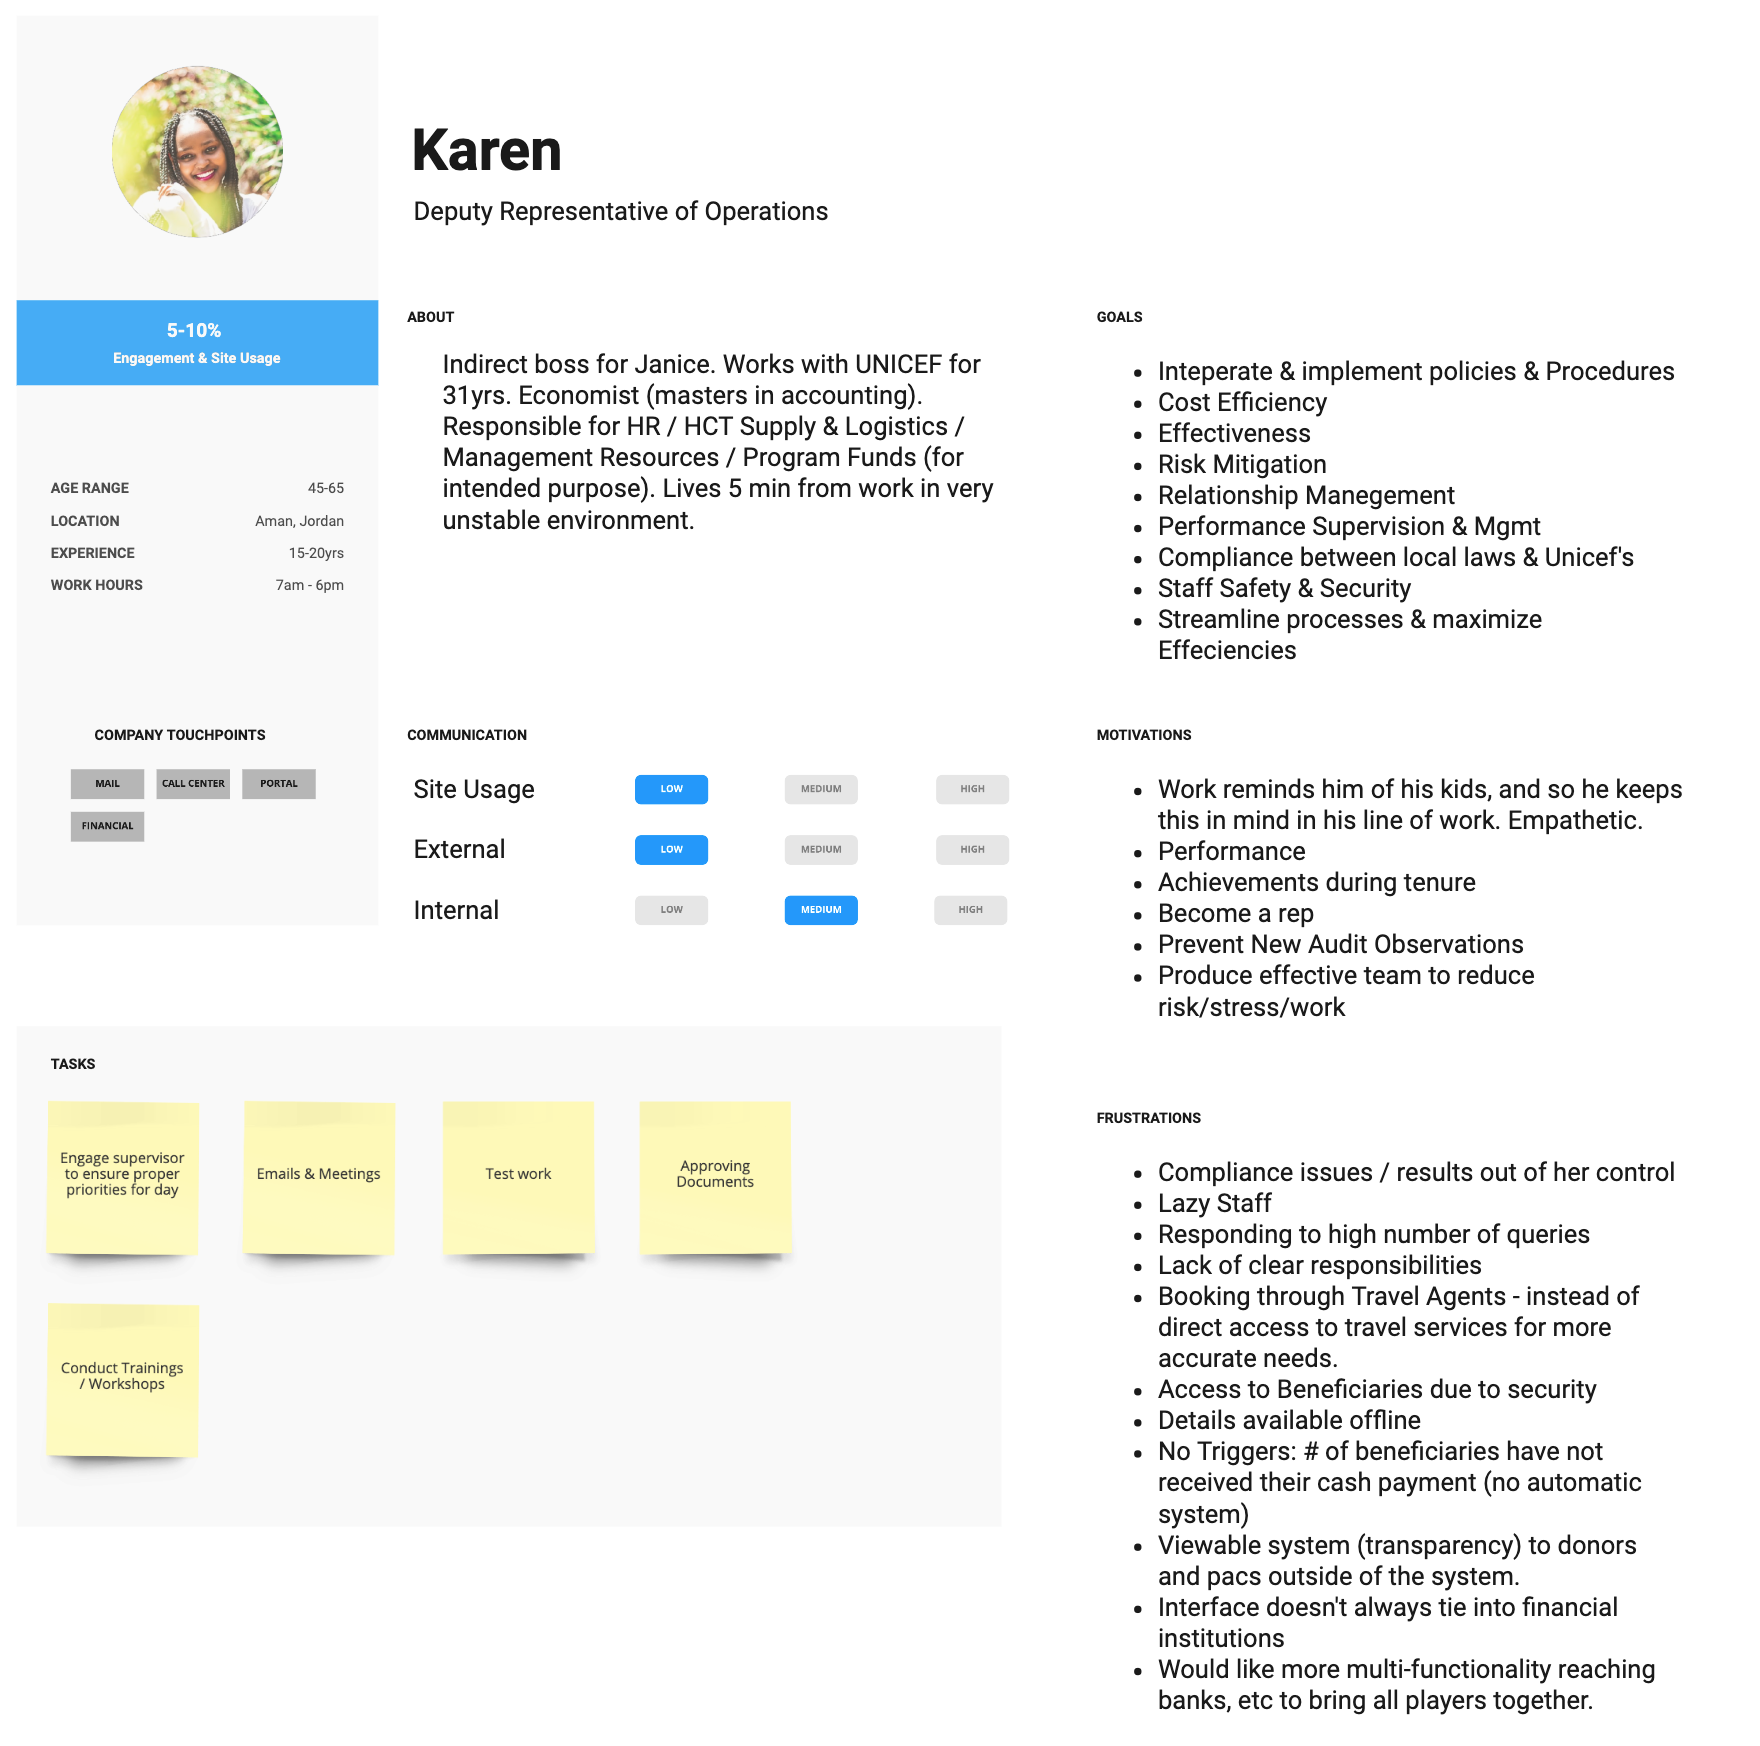 Karen
Deputy Representative of Operations
5-10%
Engagement & Site Usage
AGE RANGE 45-65
LOCATION Aman, Jordan
EXPERIENCE 15-20yrs
WORK HOURS 7am - 6pm
COMPANY TOUCHPOINTS
MAIL CALL CENTER PORTAL
FINANCIAL
ABOUT
Indirect boss for Janice. Works with UNICEF for
31yrs. Economist (masters in accounting).
Responsible for HR / HCT Supply & Logistics /
Management Resources / Program Funds (for
intended purpose). Lives 5 min from work in very
unstable environment.
COMMUNICATION
Site Usage LOW MEDIUM HIGH
External LOW MEDIUM HIGH
Internal LOW MEDIUM HIGH
TASKS
Engage supervisor
to ensure proper
priorities for day
Emails & Meetings
Test work
Approving
Documents
Conduct Trainings
/ Workshops
GOALS
• Inteperate & implement policies & Procedures
• Cost Efficiency
• Effectiveness
• Risk Mitigation
• Relationship Manegement
• Performance Supervision & Mgmt
• Compliance between local laws & Unicef's
• Staff Safety & Security
• Streamline processes & maximize
Effeciencies
MOTIVATIONS
• Work reminds him of his kids, and so he keeps
this in mind in his line of work. Empathetic.
• Performance
• Achievements during tenure
• Become a rep
• Prevent New Audit Observations
• Produce effective team to reduce
risk/stress/work
FRUSTRATIONS
• Compliance issues / results out of her control
• Lazy Staff
• Responding to high number of queries
• Lack of clear responsibilities
• Booking through Travel Agents - instead of
direct access to travel services for more
accurate needs.
• Access to Beneficiaries due to security
• Details available offline
• No Triggers: # of beneficiaries have not
received their cash payment (no automatic
system)
• Viewable system (transparency) to donors
and pacs outside of the system.
• Interface doesn't always tie into financial
institutions
• Would like more multi-functionality reaching
banks, etc to bring all players together.